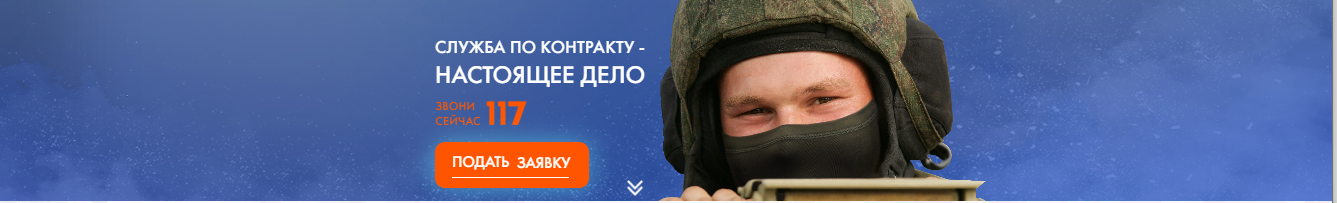 СЛУЖБА ПО КОНТРАКТУ -
НАСТОЯЩЕЕ ДЕЛО
ЗВОНИ
СЕЙЧАС 117
ПОДАТЬ ЗАЯВКУ